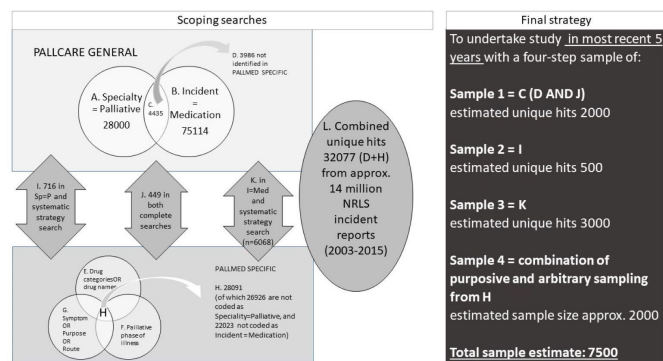 Scoping searches
PALLCARE GENERAL
D. 3986 not
identified in
PALLMED SPECIFIC
A. Specialty
= Palliative
28000
C.
4435
B. Incident
=
Medication
75114
L. Combined
unique hits
32077 (D+H)
from approx.
14 million
NRLS
incident
reports
(2003-2015)
I. 716 in
Sp=P and
systematic
strategy
search
J. 449 in
both
complete
searches
K. in
I=Med
and
systematic
strategy
search
(n=6068)
PALLMED SPECIFIC
E. Drug
categoriesOR
drug names
G.
Symptom
OR
Purpose
OR
Route
H
F. Palliative
phase of
illness
H. 28091
(of which 26926 are not
coded as
Speciality=Palliative, and
22023 not coded as
Incident=Medication)
Final strategy
To undertake study in most recent 5
years with a four-step sample of:
Sample 1 = C (D AND J)
estimated unique hits 2000
Sample 2 = I
estimated unique hits 500
Sample 3 = K
estimated unique hits 3000
Sample 4 = combination of
purposive and arbitrary sampling
from H
estimated sample size approx. 2000
Total sample estimate: 7500